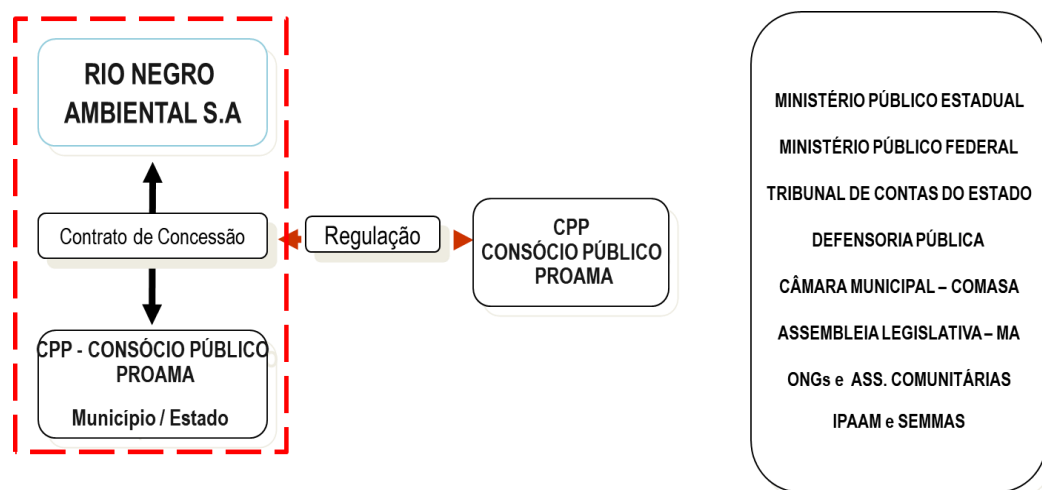 RIO NEGRO
AMBIENTAL S.A
Contrato de Concessão
CPP - CONSÓCIO PÚBLICO
PROAMA
Município / Estado
Regulação
CPP
CONSÓCIO PÚBLICO
PROAMA
MINISTÉRIO PÚBLICO ESTADUAL
MINISTÉRIO PÚBLICO FEDERAL
TRIBUNAL DE CONTAS DO ESTADO
DEFENSORIA PÚBLICA
CÂMARA MUNICIPAL – COMASA
ASSEMBLEIA LEGISLATIVA – MA
ONGs e ASS. COMUNITÁRIAS
IPAAM e SEMMAS